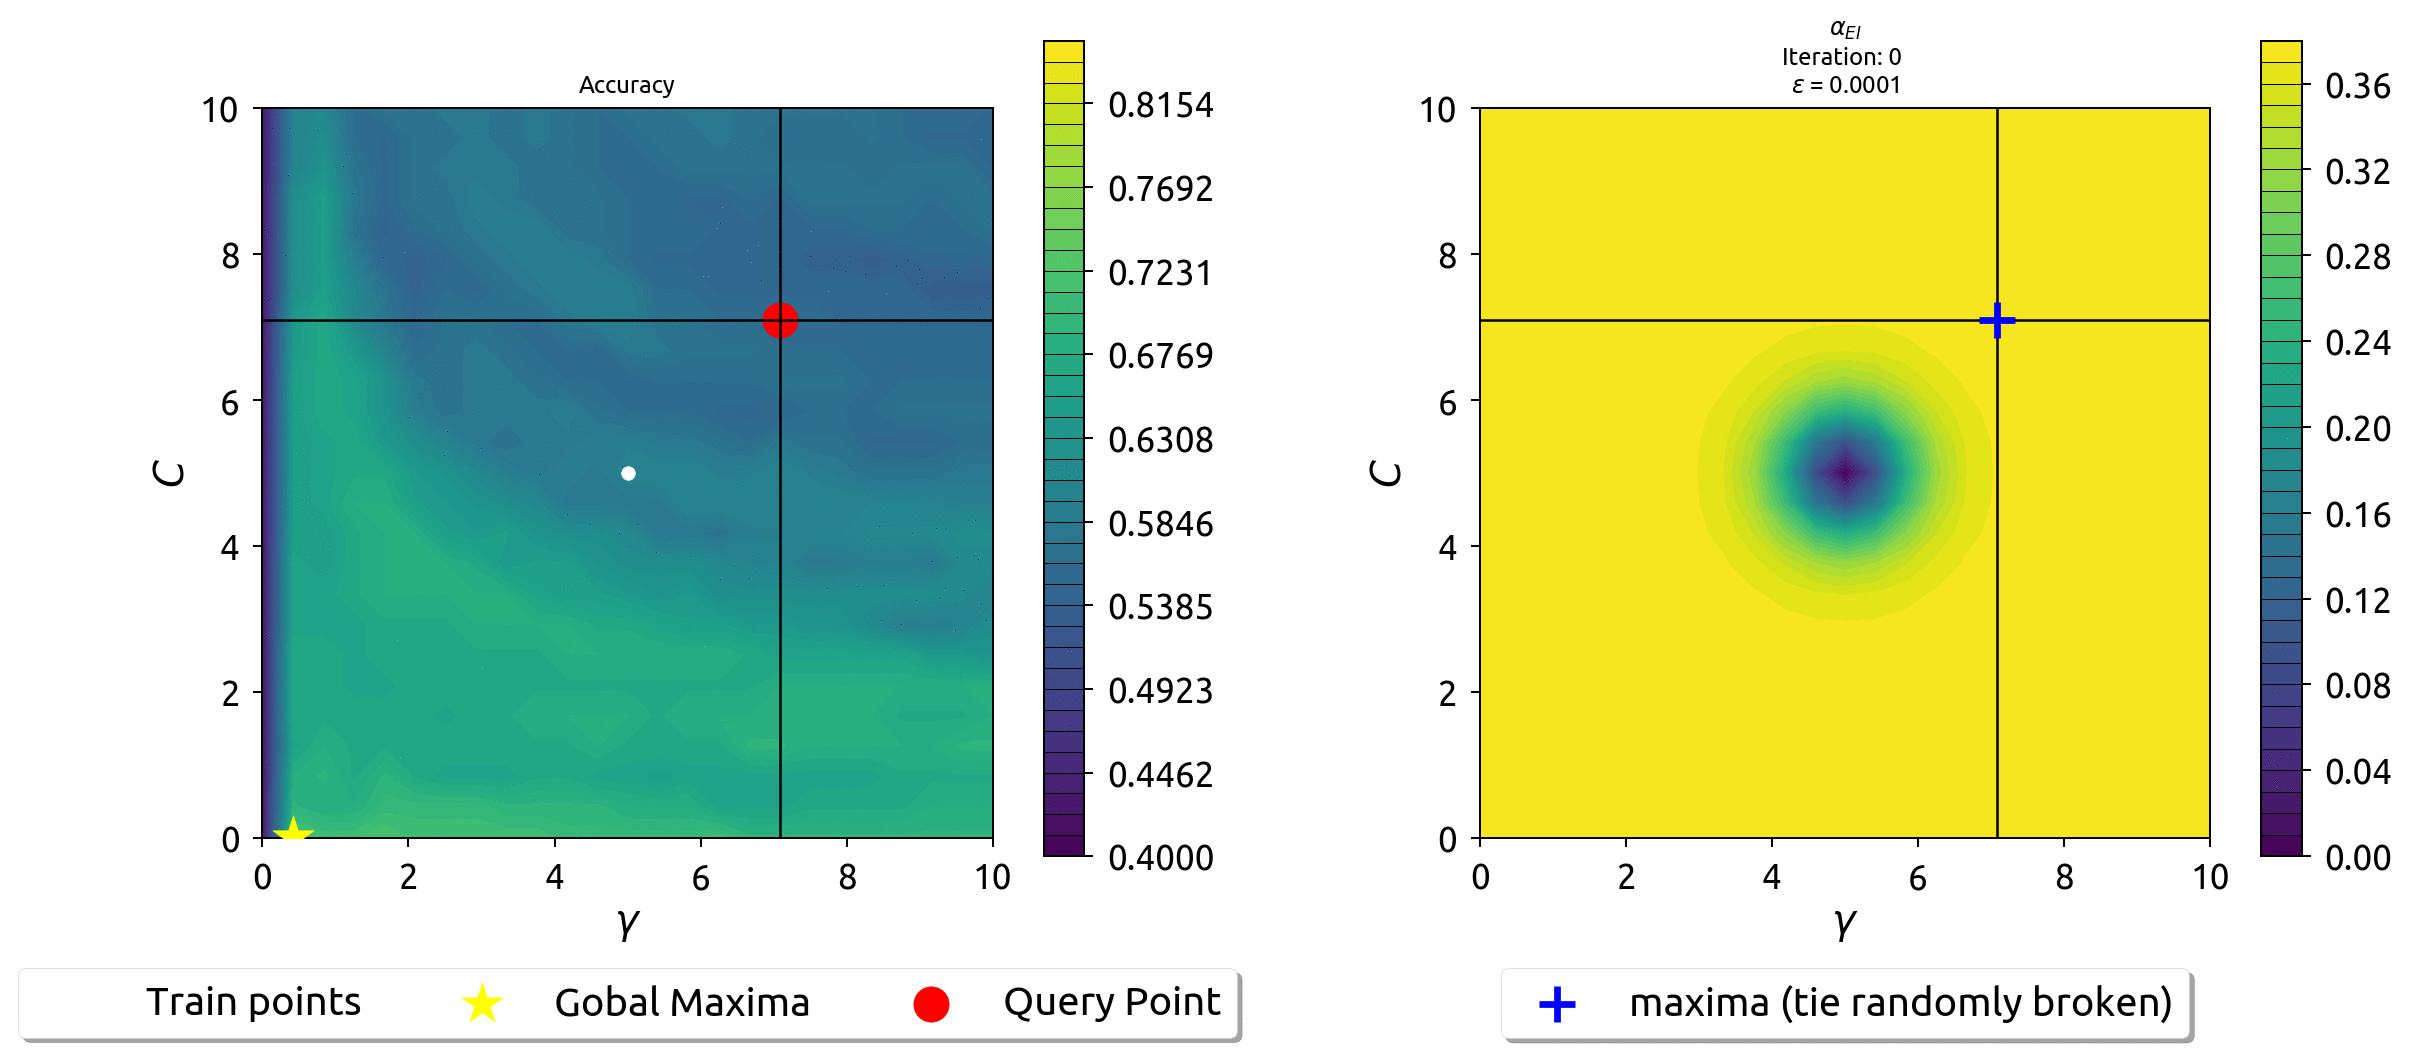 Accuracy
10
8
6
4
2
0
C
0 2 4 6 8 10
γ
0.8154
0.7692
0.7231
0.6769
0.6308
0.5846
0.5385
0.4923
0.4462
0.4000
Train points Gobal Maxima Query Point
α_EI
Iteration: 0
ε = 0.0001
10
8
6
4
2
0
C
0 2 4 6 8 10
γ
0.36
0.32
0.28
0.24
0.20
0.16
0.12
0.08
0.04
0.00
maxima (tie randomly broken)